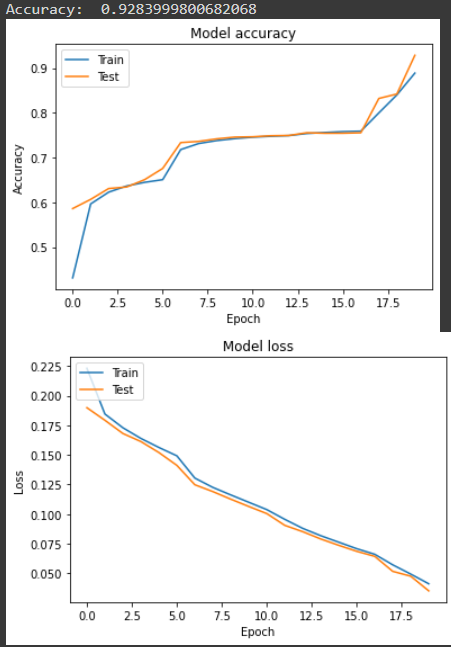 Accuracy:  0.9283999800682068
Model accuracy
Train
Test
0.9
0.8
0.7
0.6
0.5
Accuracy
0.0 2.5 5.0 7.5 10.0 12.5 15.0 17.5
Epoch
Model loss
Train
Test
0.225
0.200
0.175
0.150
0.125
0.100
0.075
0.050
Loss
0.0 2.5 5.0 7.5 10.0 12.5 15.0 17.5
Epoch